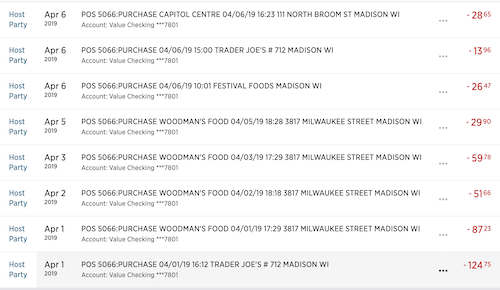 Host Party
Apr 6 2019
POS 5066:PURCHASE CAPITOL CENTRE 04/06/19 16:23 111 NORTH BROOM ST MADISON WI
Account: Value Checking ***7801
... - 28 65
Host Party
Apr 6 2019
POS 5066:PURCHASE 04/06/19 15:00 TRADER JOE'S # 712 MADISON WI
Account: Value Checking ***7801
... - 13 96
Host Party
Apr 6 2019
POS 5066:PURCHASE 04/06/19 10:01 FESTIVAL FOODS MADISON WI
Account: Value Checking ***7801
... - 26 47
Host Party
Apr 5 2019
POS 5066:PURCHASE WOODMAN'S FOOD 04/05/19 18:28 3817 MILWAUKEE STREET MADISON WI
Account: Value Checking ***7801
... - 29 90
Host Party
Apr 3 2019
POS 5066:PURCHASE WOODMAN'S FOOD 04/03/19 17:29 3817 MILWAUKEE STREET MADISON WI
Account: Value Checking ***7801
... - 59 78
Host Party
Apr 2 2019
POS 5066:PURCHASE WOODMAN'S FOOD 04/02/19 18:18 3817 MILWAUKEE STREET MADISON WI
Account: Value Checking ***7801
... - 51 66
Host Party
Apr 1 2019
POS 5066:PURCHASE WOODMAN'S FOOD 04/01/19 17:29 3817 MILWAUKEE STREET MADISON WI
Account: Value Checking ***7801
... - 87 23
Host Party
Apr 1 2019
POS 5066:PURCHASE 04/01/19 16:12 TRADER JOE'S # 712 MADISON WI
Account: Value Checking ***7801
... - 124 75